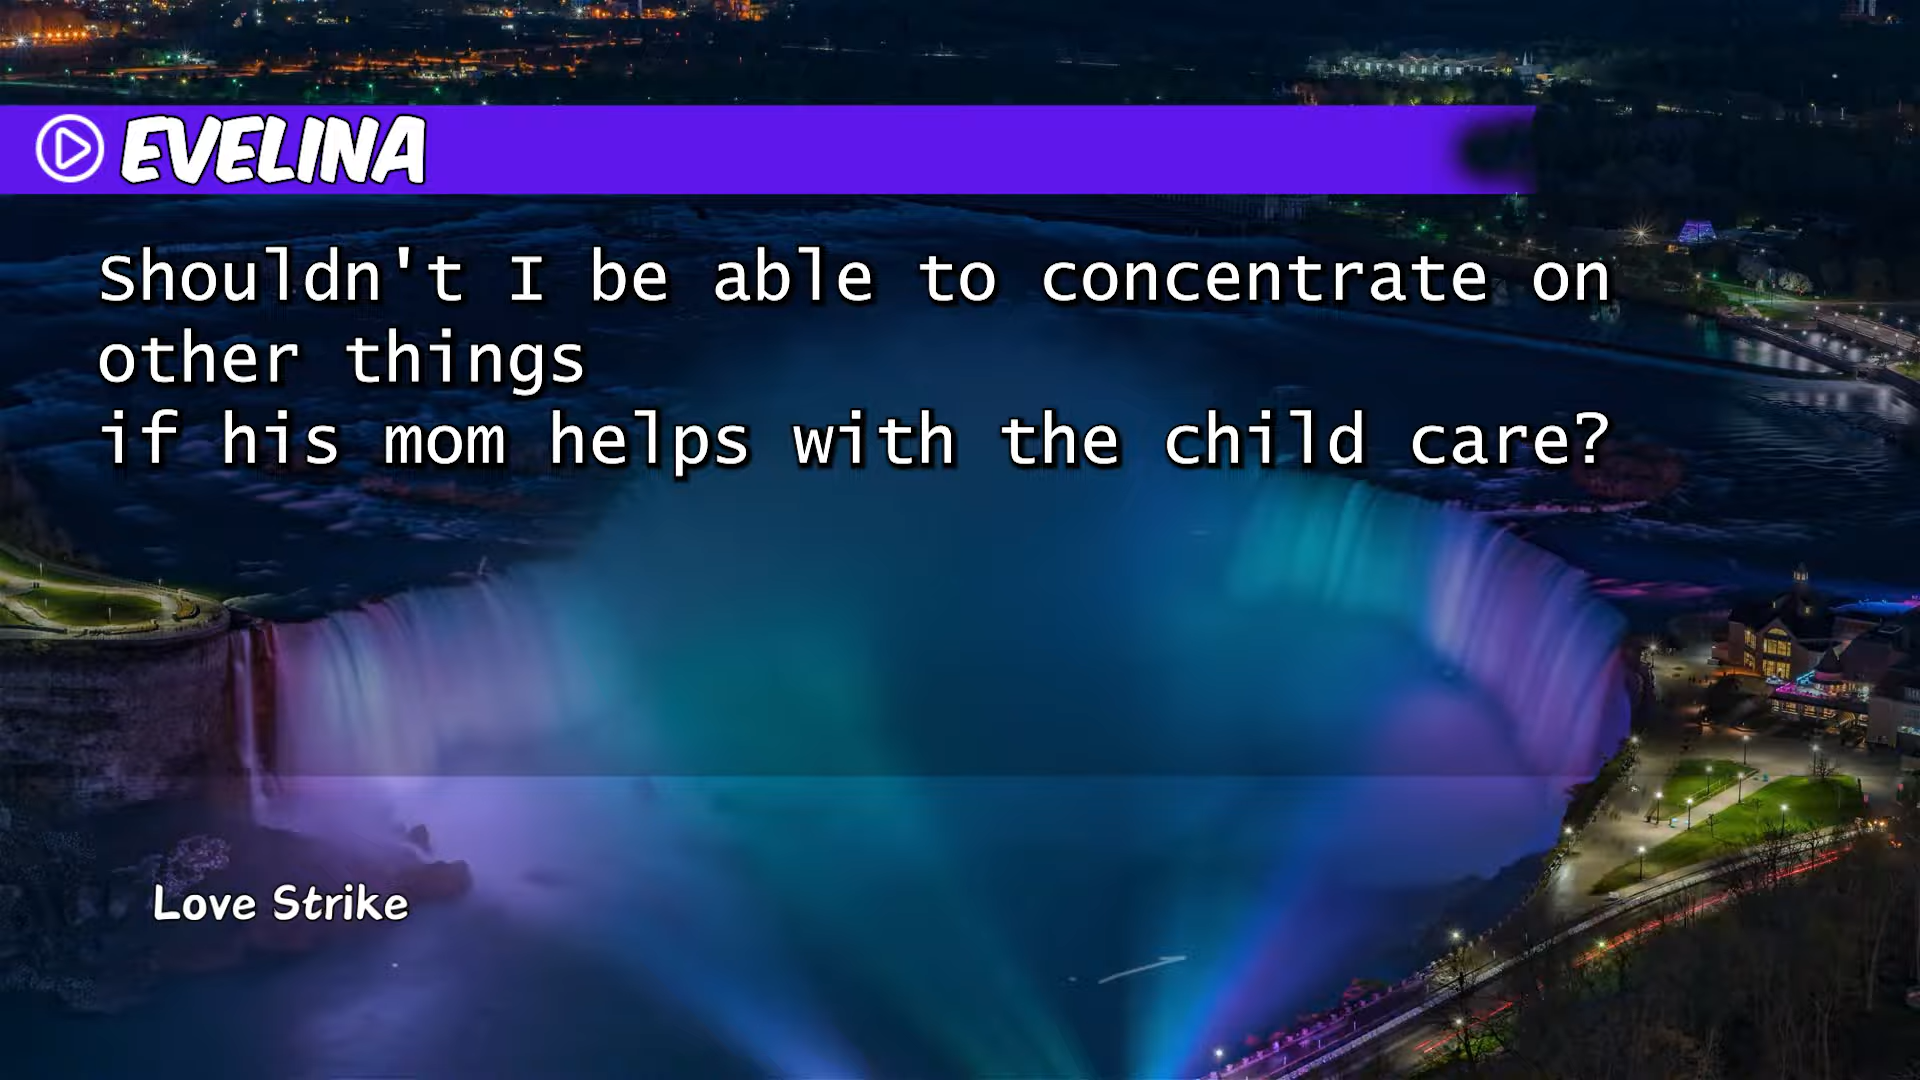 EVELINA
Shouldn't I be able to concentrate on
other things
if his mom helps with the child care?
Love Strike